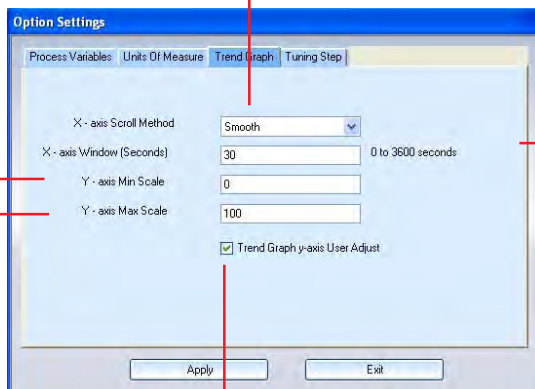 Option Settings
Process Variables Units Of Measure Trend Graph Tuning Step
X - axis Scroll Method Smooth
X - axis Window (Seconds) 30 0 to 3600 seconds
Y - axis Min Scale 0
Y - axis Max Scale 100
Trend Graph y-axis User Adjust
Apply Exit